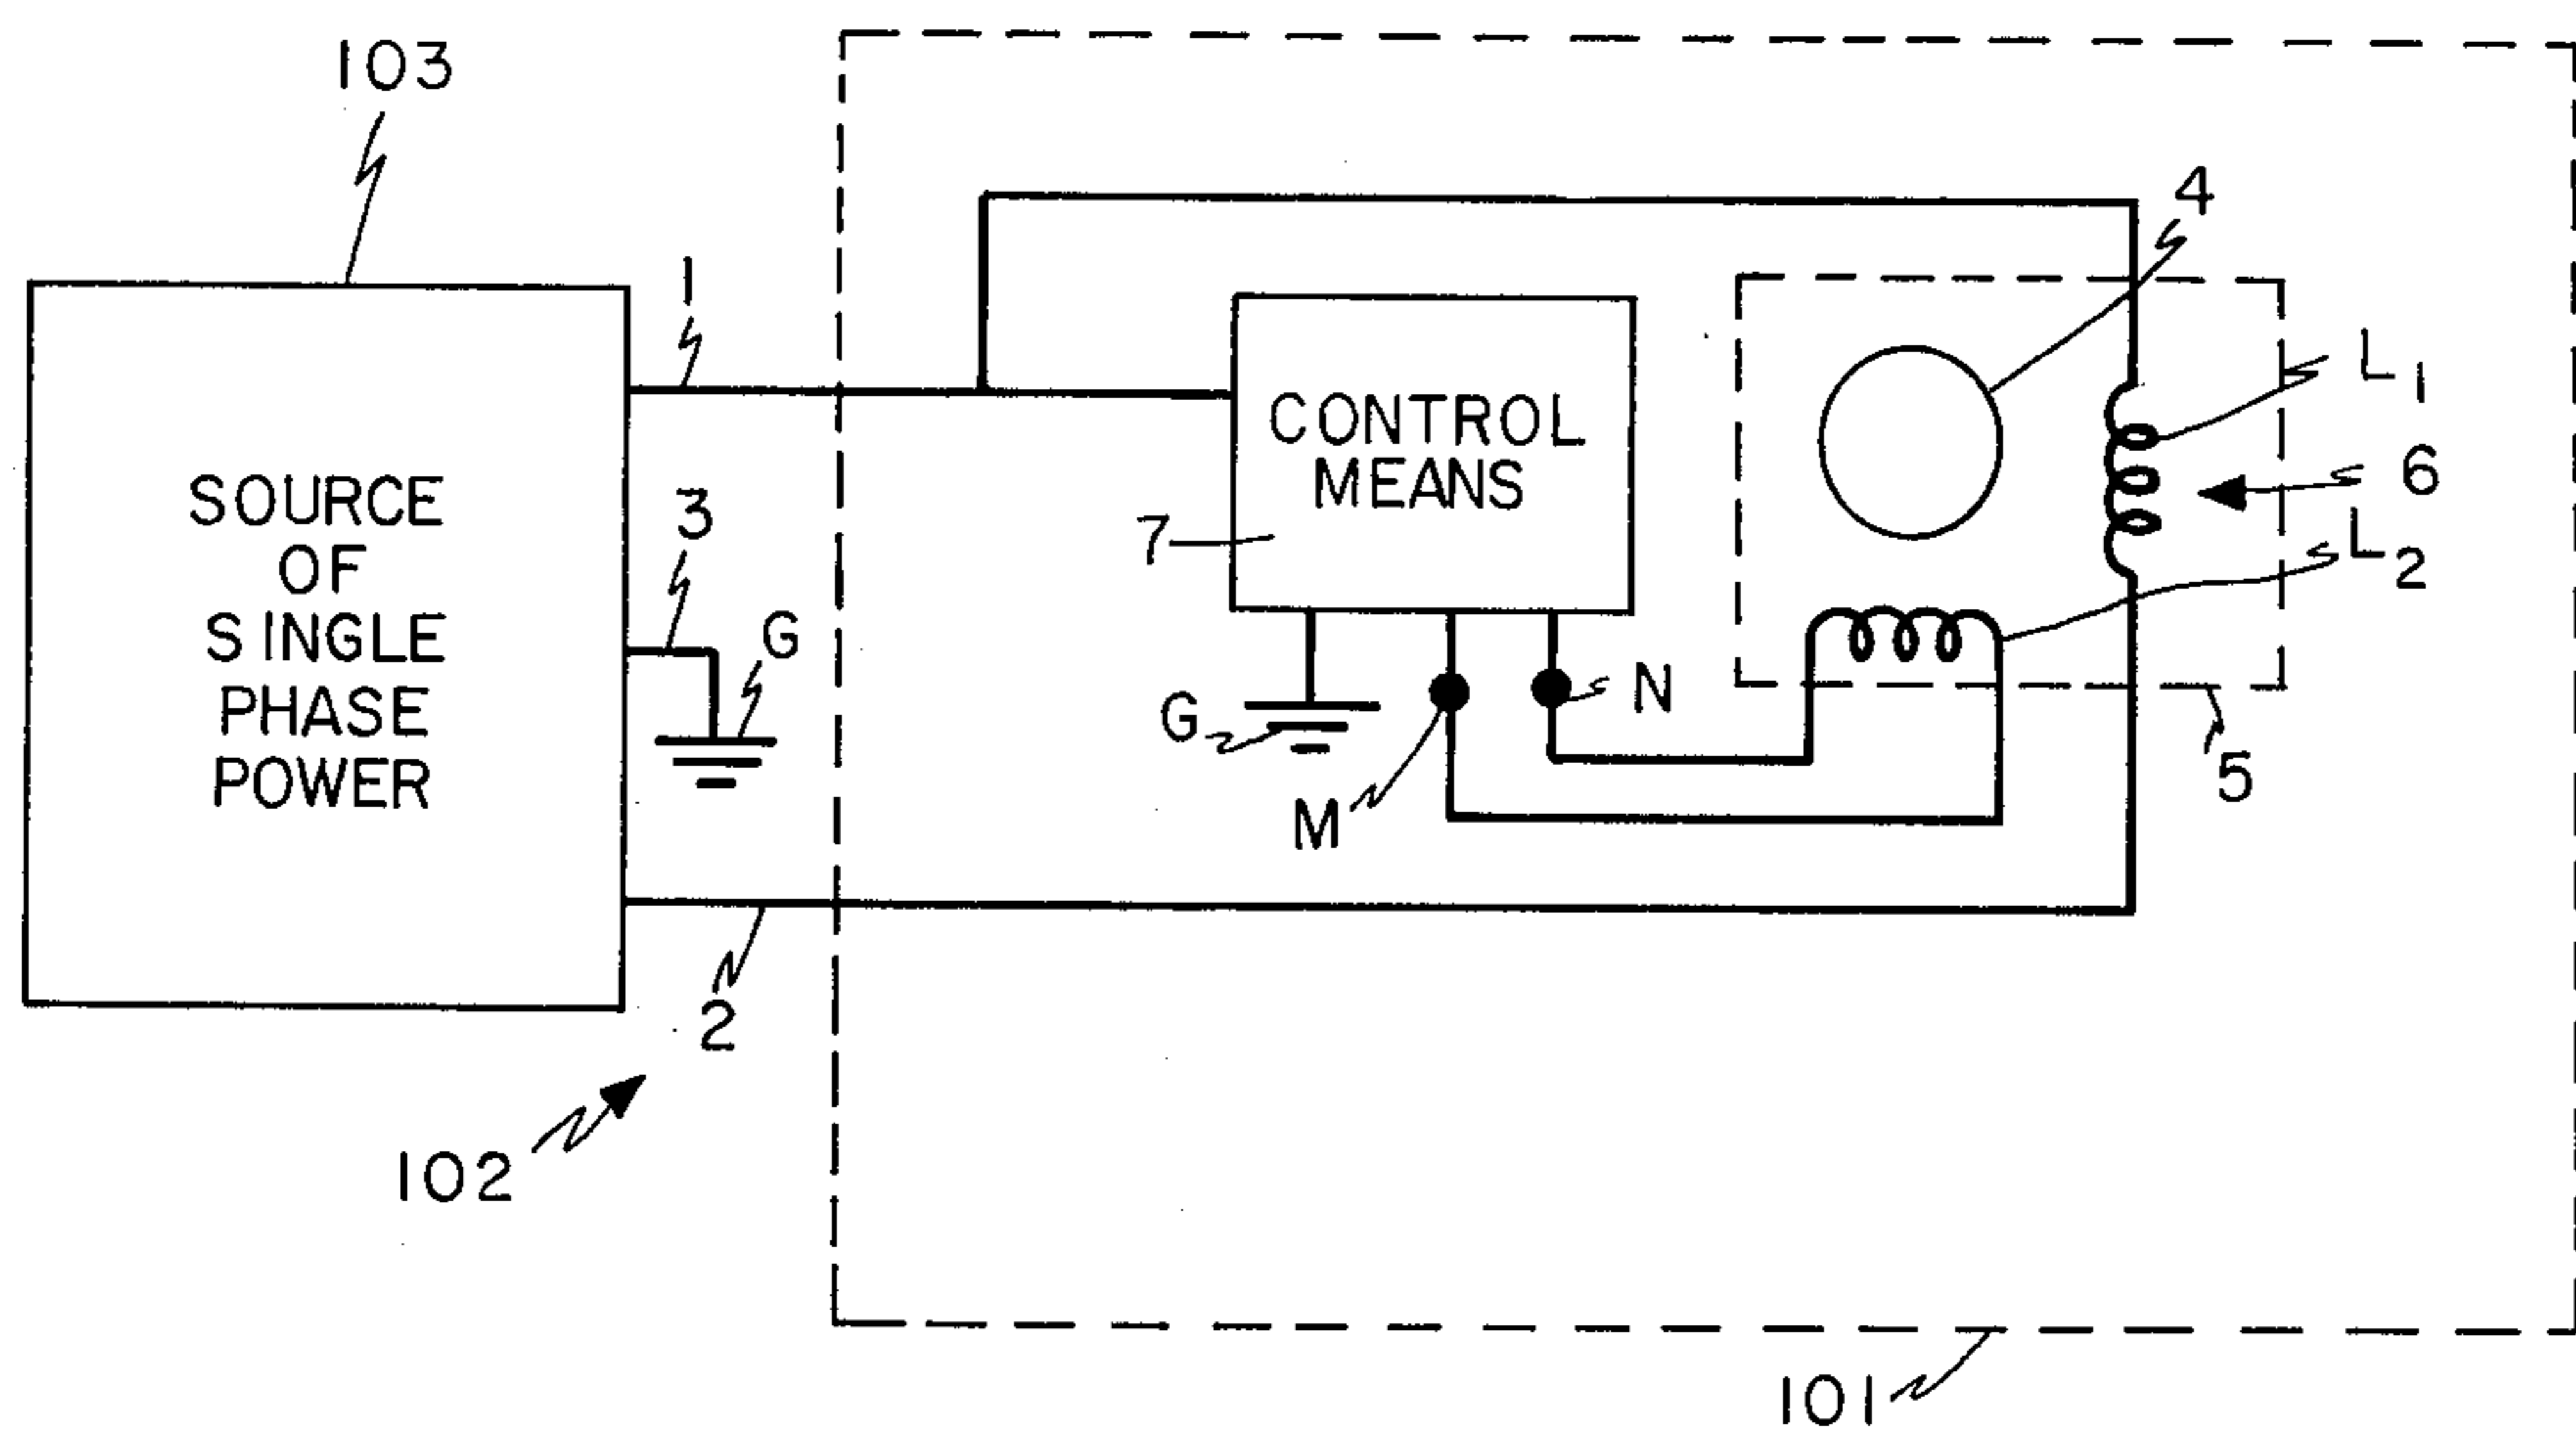 103
1
4
L1
CONTROL
MEANS
6
SOURCE
OF
SINGLE
PHASE
POWER
3
7
L2
G
G
N
M
5
2
102
101